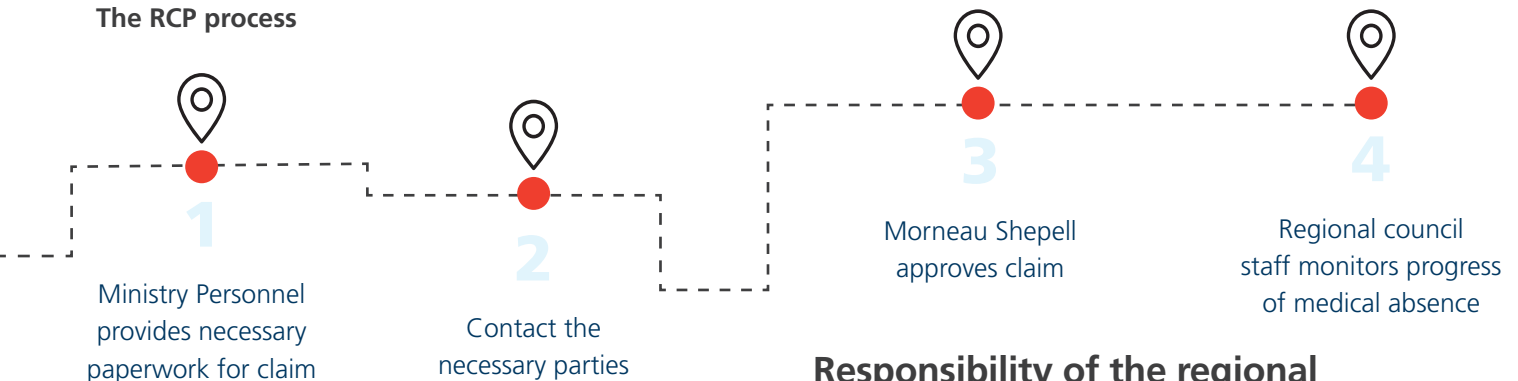 The RCP process
1
Ministry Personnel
provides necessary
paperwork for claim
2
Contact the
necessary parties
3
Morneau Shepell
approves claim
4
Regional council
staff monitors progress
of medical absence
Responsibility of the regional